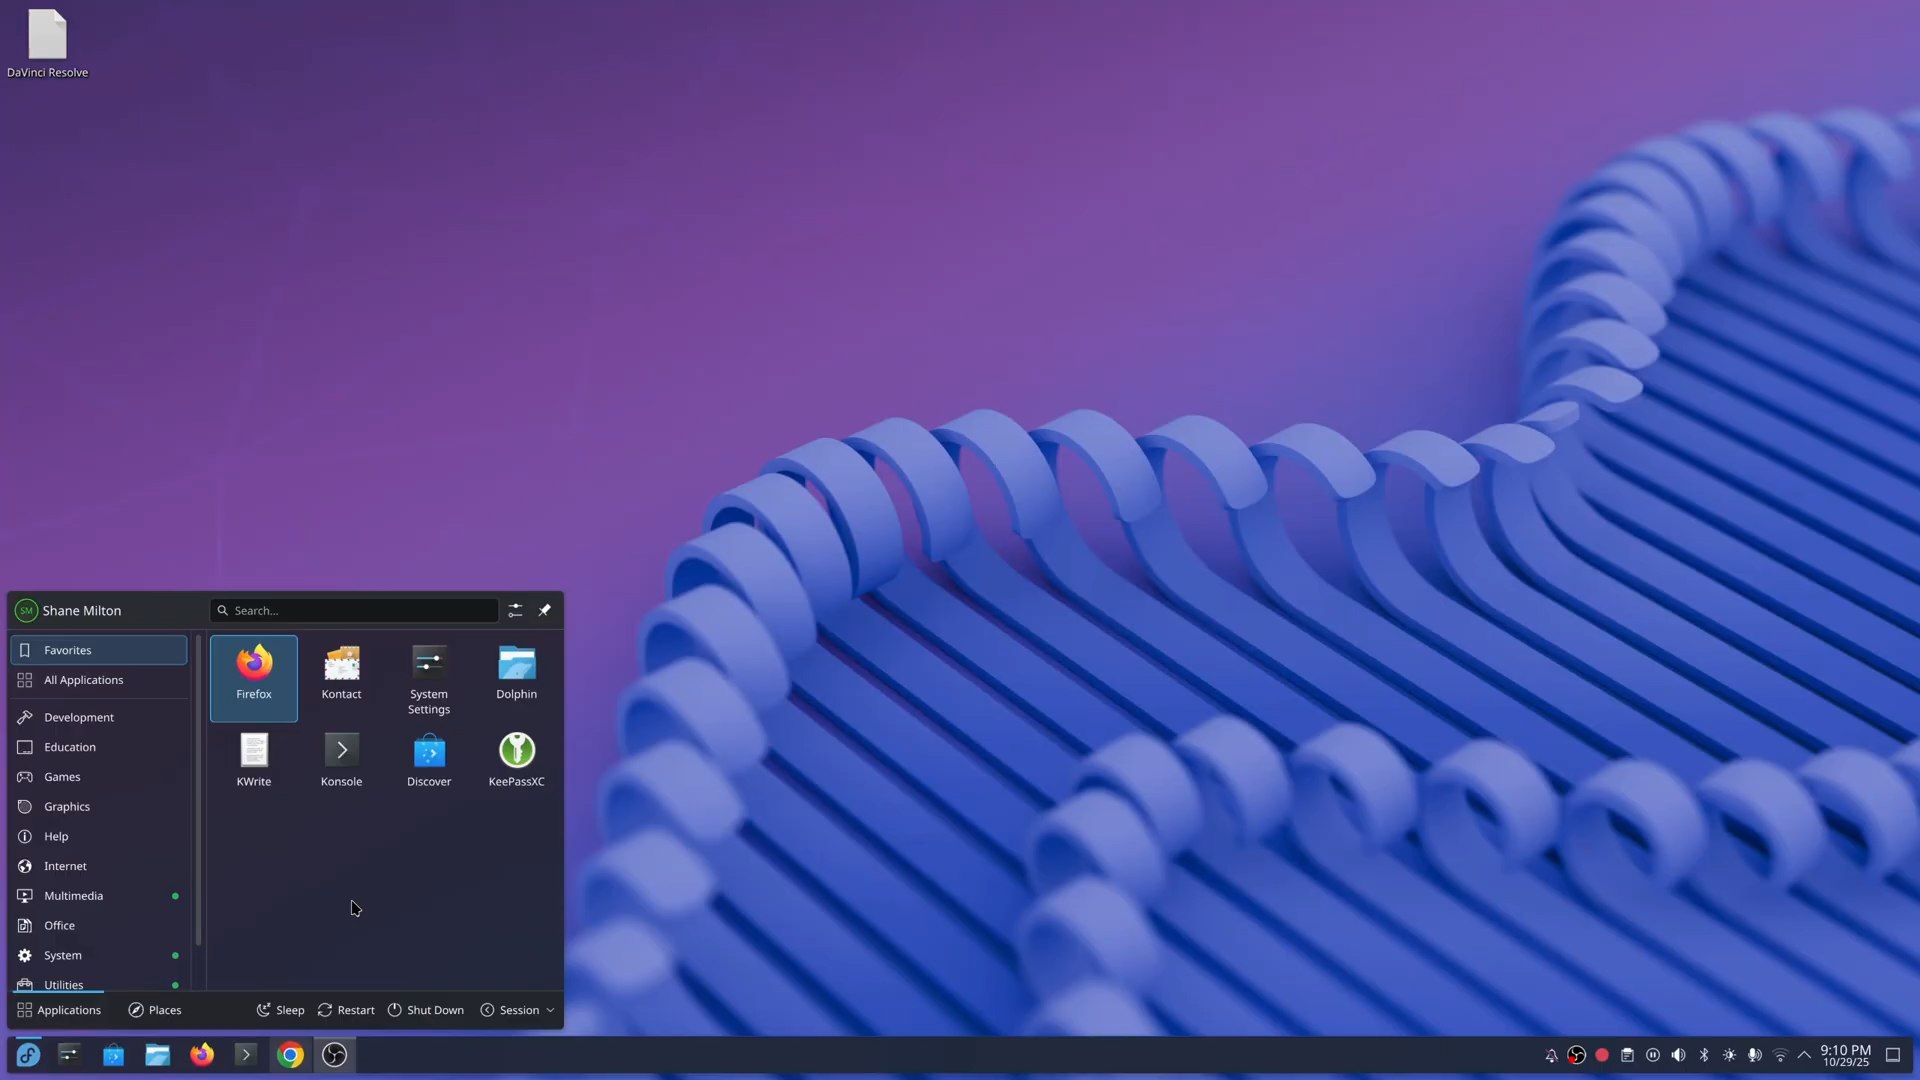 DaVinci Resolve
SM Shane Milton
Search...
Favorites
All Applications
Development
Education
Games
Graphics
Help
Internet
Multimedia
Office
System
Utilities
Firefox
Kontact
System
Settings
Dolphin
KWrite
Konsole
Discover
KeePassXC
Applications
Places
Sleep
Restart
Shut Down
Session
9:10 PM
10/29/25